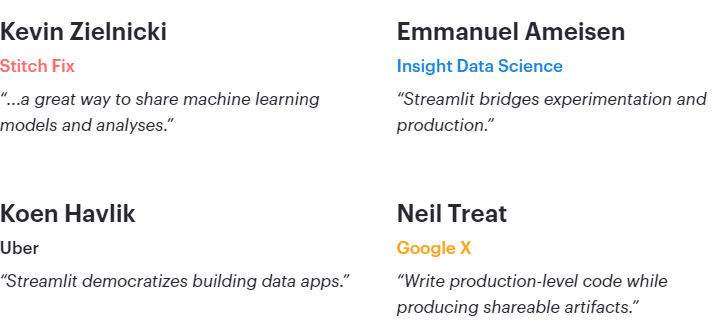 Kevin Zielnicki
Stitch Fix
“...a great way to share machine learning
models and analyses.”
Emmanuel Ameisen
Insight Data Science
“Streamlit bridges experimentation and
production.”
Koen Havlik
Uber
“Streamlit democratizes building data apps.”
Neil Treat
Google X
“Write production-level code while
producing shareable artifacts.”